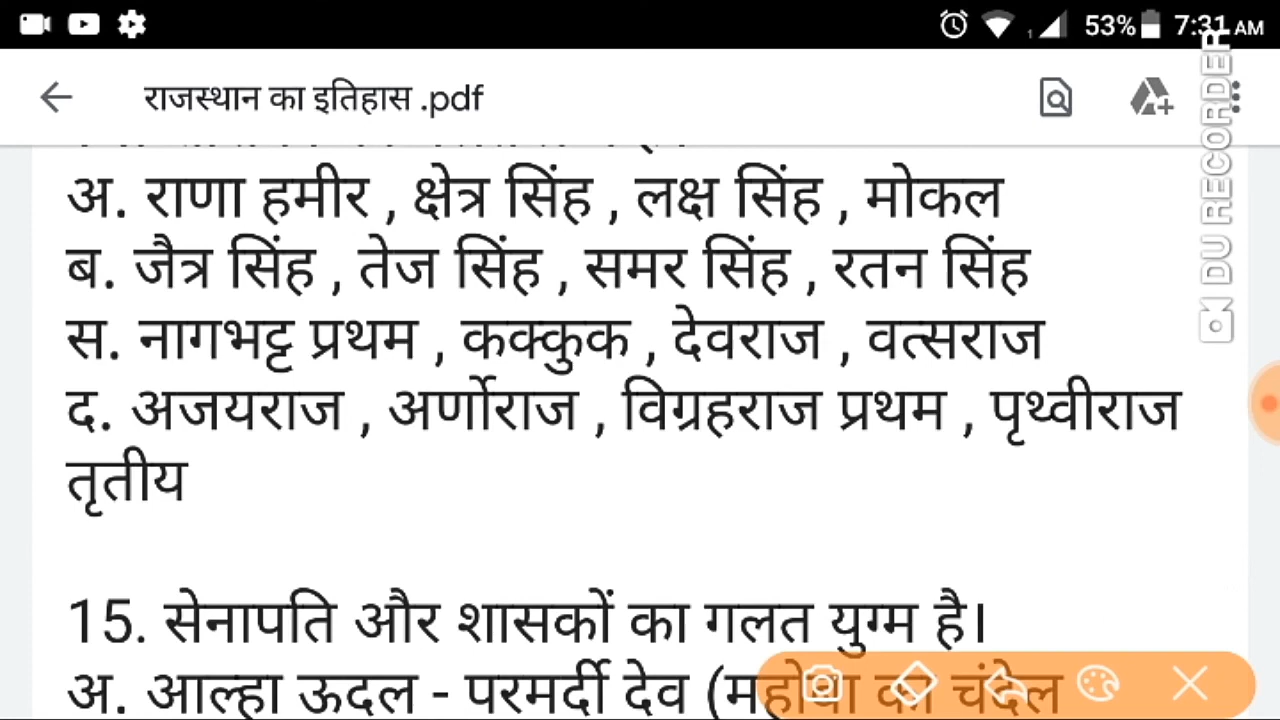 53% 7:31 AM
राजस्थान का इतिहास .pdf
अ. राणा हमीर , क्षेत्र सिंह , लक्ष सिंह , मोकल
ब. जैत्र सिंह , तेज सिंह , समर सिंह , रतन सिंह
स. नागभट्ट प्रथम , कक्कुक , देवराज , वत्सराज
द. अजयराज , अर्णोराज , विग्रहराज प्रथम , पृथ्वीराज
तृतीय
15. सेनापति और शासकों का गलत युग्म है।
अ. आल्हा ऊदल - परमर्दी देव (महोवा का चंदेल
DU RECORDER